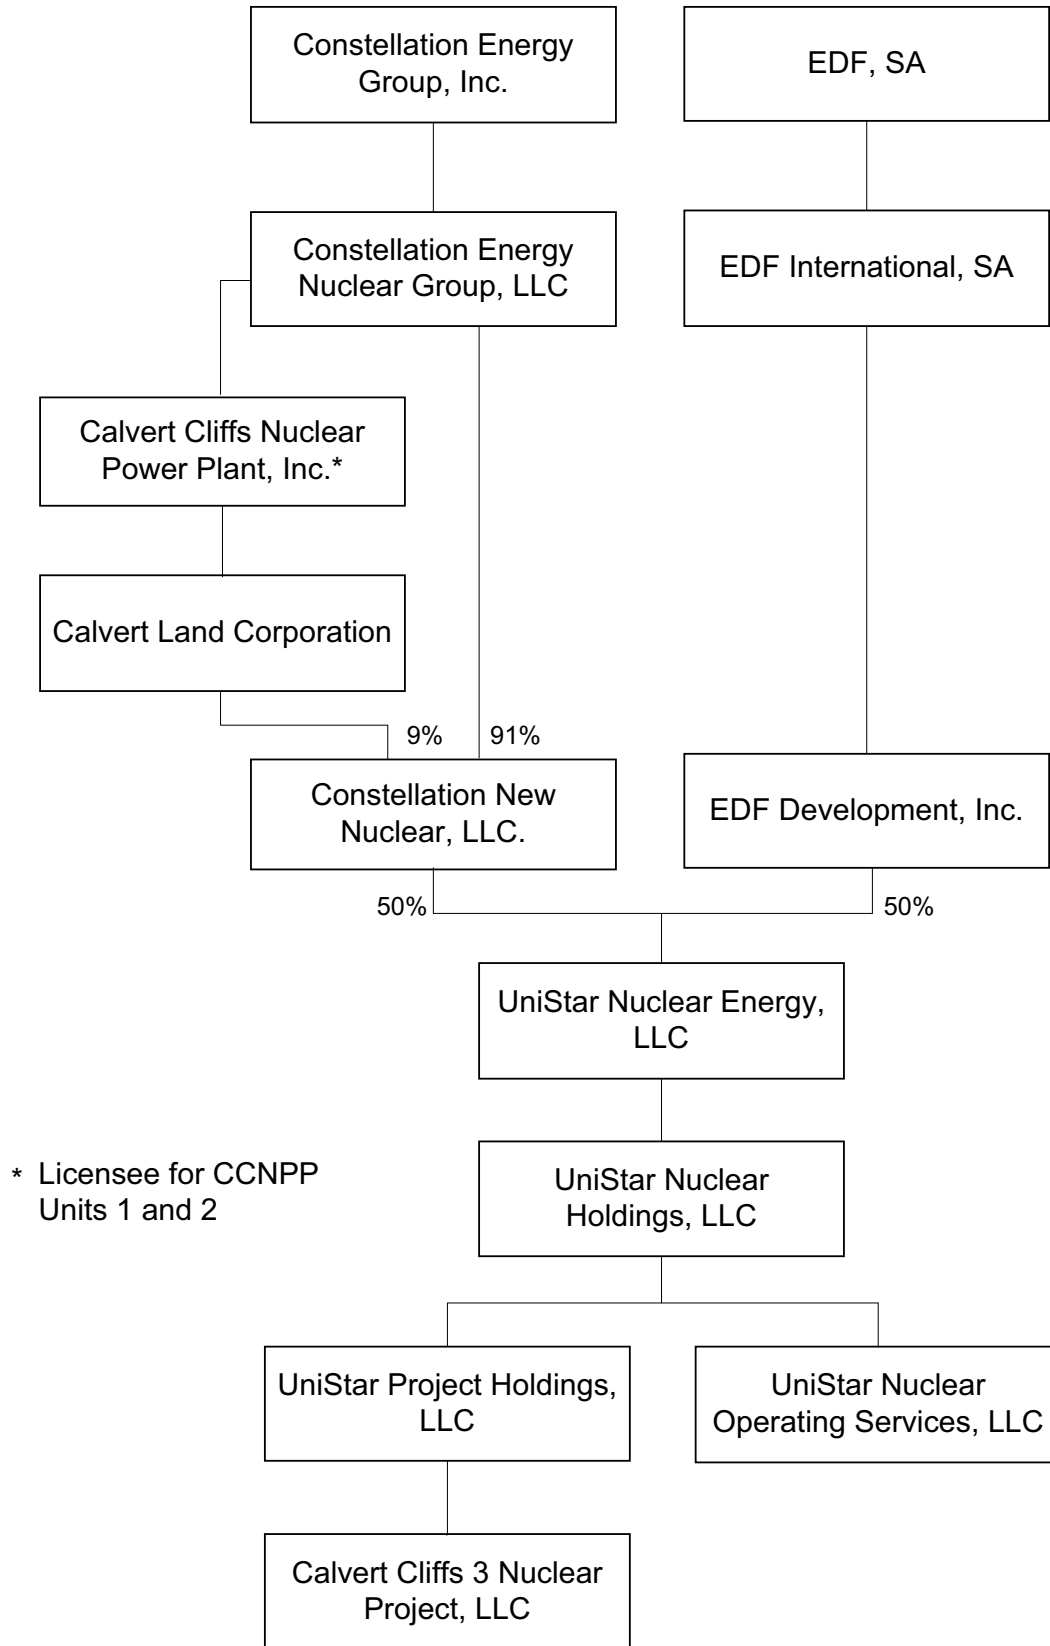 Constellation Energy
Group, Inc.
EDF, SA
Constellation Energy
Nuclear Group, LLC
EDF International, SA
Calvert Cliffs Nuclear
Power Plant, Inc.*
Calvert Land Corporation
9%
91%
Constellation New
Nuclear, LLC.
EDF Development, Inc.
50%
50%
UniStar Nuclear Energy,
LLC
* Licensee for CCNPP
Units 1 and 2
UniStar Nuclear
Holdings, LLC
UniStar Project Holdings,
LLC
UniStar Nuclear
Operating Services, LLC
Calvert Cliffs 3 Nuclear
Project, LLC